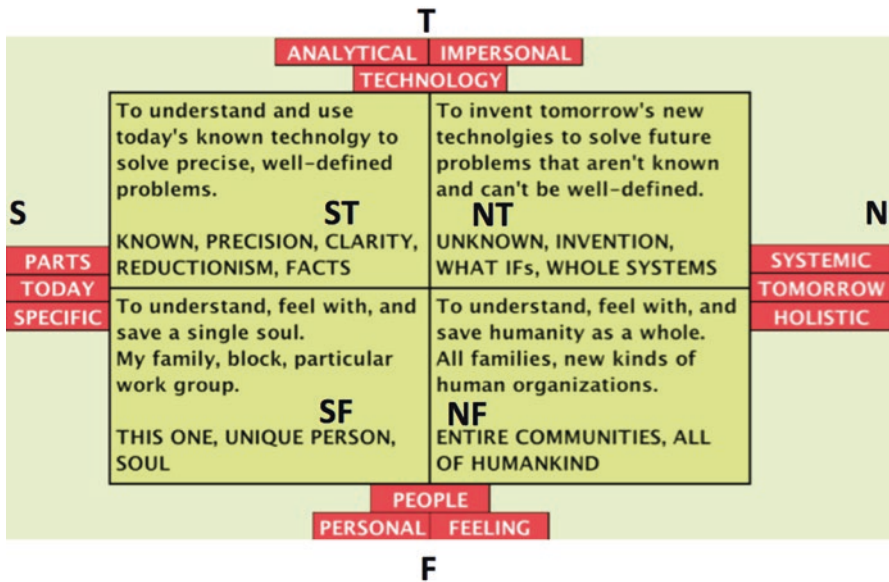 T
ANALYTICAL IMPERSONAL
TECHNOLOGY
To understand and use
today's known technolgy to
solve precise, well-defined
problems.
ST
KNOWN, PRECISION, CLARITY,
REDUCTIONISM, FACTS
To invent tomorrow's new
technolgies to solve future
problems that aren't known
and can't be well-defined.
NT
UNKNOWN, INVENTION,
WHAT IFs, WHOLE SYSTEMS
S
PARTS
TODAY
SPECIFIC
N
SYSTEMIC
TOMORROW
HOLISTIC
To understand, feel with, and
save a single soul.
My family, block, particular
work group.
SF
THIS ONE, UNIQUE PERSON,
SOUL
To understand, feel with, and
save humanity as a whole.
All families, new kinds of
human organizations.
NF
ENTIRE COMMUNITIES, ALL
OF HUMANKIND
PEOPLE
PERSONAL FEELING
F